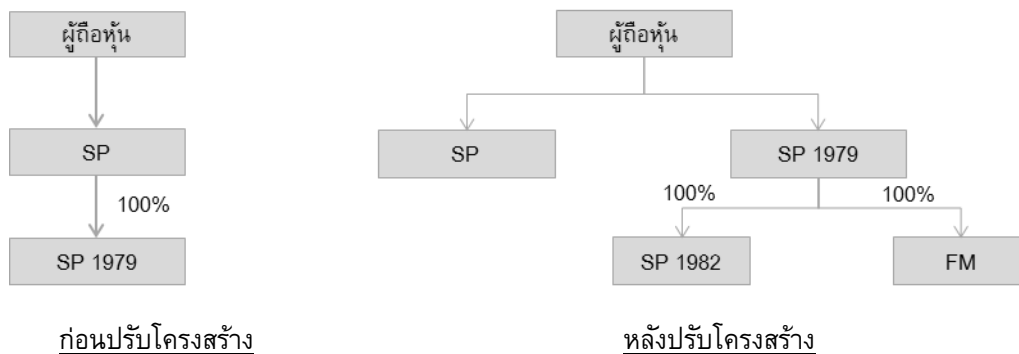 ผู้ถือหุ้น
SP
100%
SP 1979
ก่อนปรับโครงสร้าง
ผู้ถือหุ้น
SP
SP 1979
100%
100%
SP 1982
FM
หลังปรับโครงสร้าง